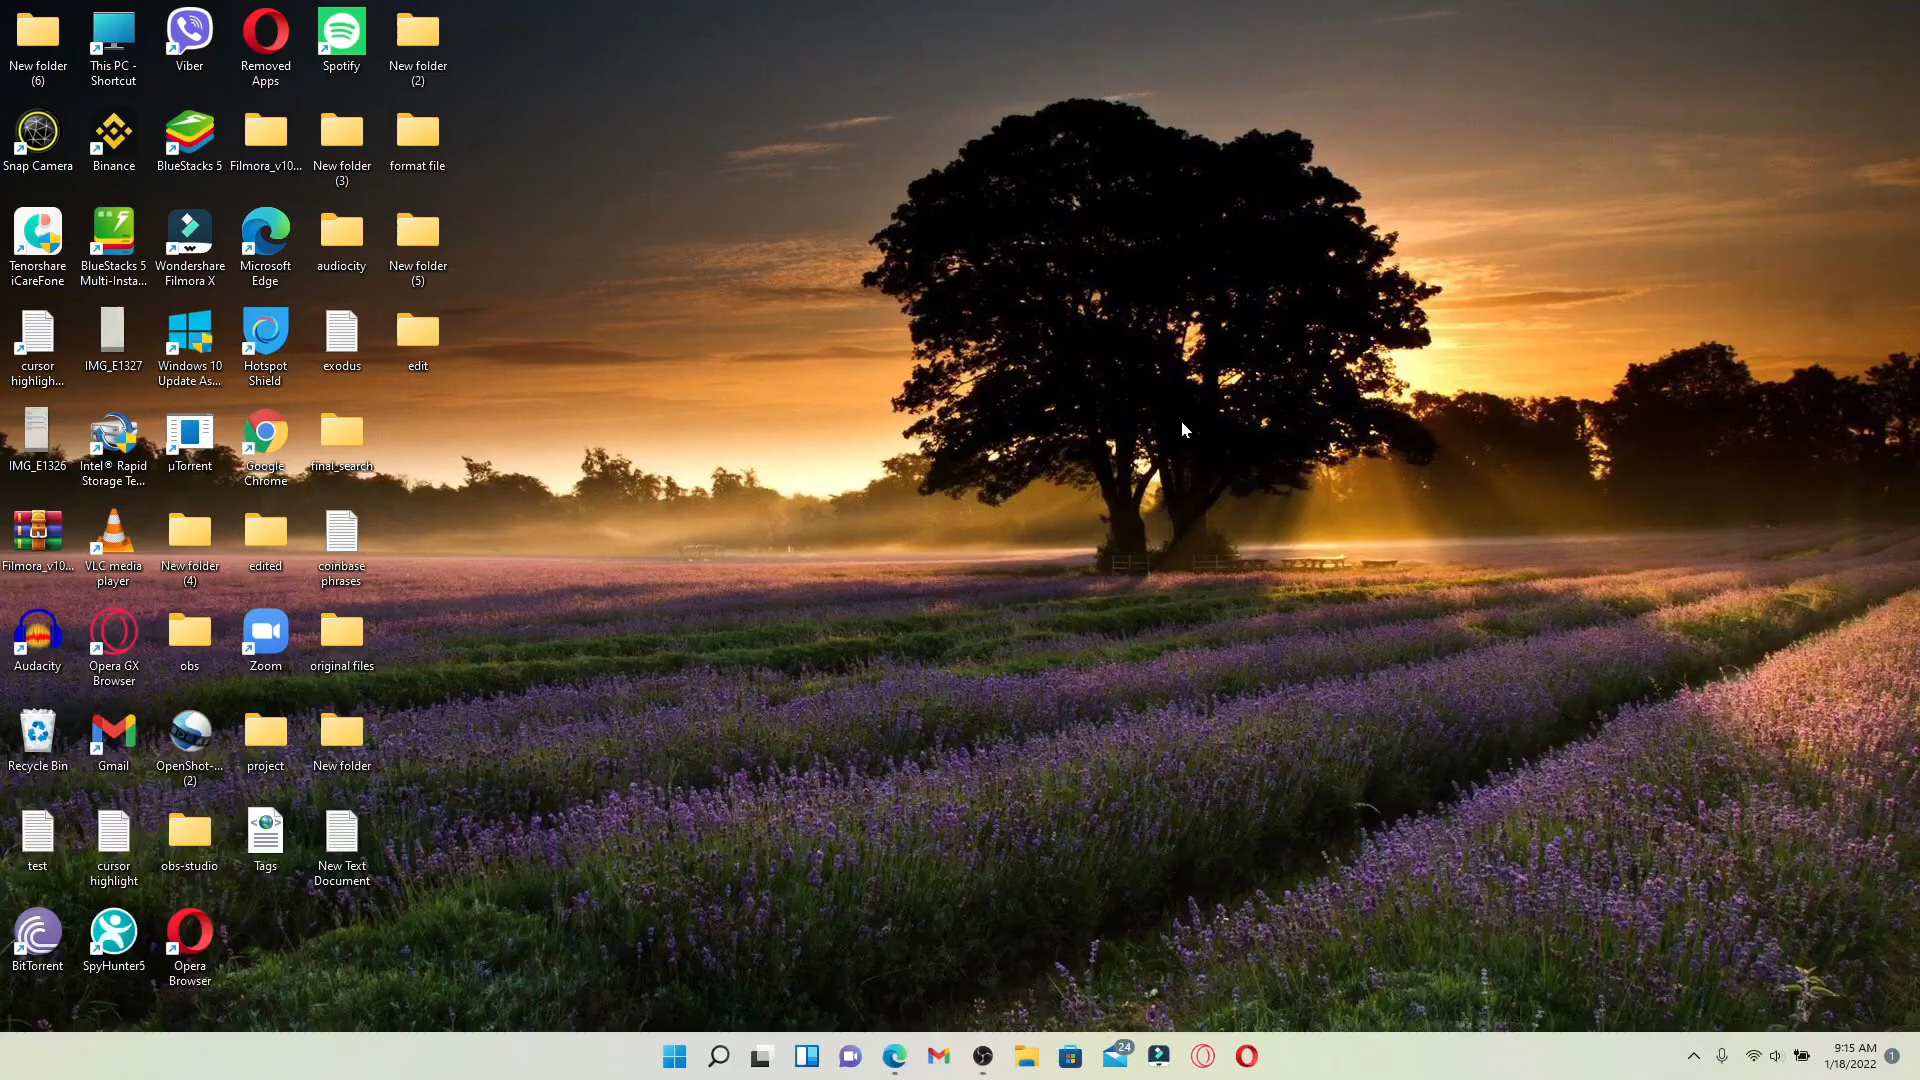 New folder
(6)
This PC -
Shortcut
Viber
Removed
Apps
Spotify
New folder
(2)
Snap Camera
Binance
BlueStacks 5
Filmora_v10...
New folder
(3)
format file
Tenorshare
iCareFone
BlueStacks 5
Multi-Insta...
Wondershare
Filmora X
Microsoft
Edge
audiocity
New folder
(5)
cursor
highligh...
IMG_E1327
Windows 10
Update As...
Hotspot
Shield
exodus
edit
IMG_E1326
Intel® Rapid
Storage Te...
µTorrent
Google
Chrome
final_search
Filmora_v10...
VLC media
player
New folder
(4)
edited
coinbase
phrases
Audacity
Opera GX
Browser
obs
Zoom
original files
Recycle Bin
Gmail
OpenShot-...
(2)
project
New folder
test
cursor
highlight
obs-studio
Tags
New Text
Document
BitTorrent
SpyHunter5
Opera
Browser
24
9:15 AM
1/18/2022
1